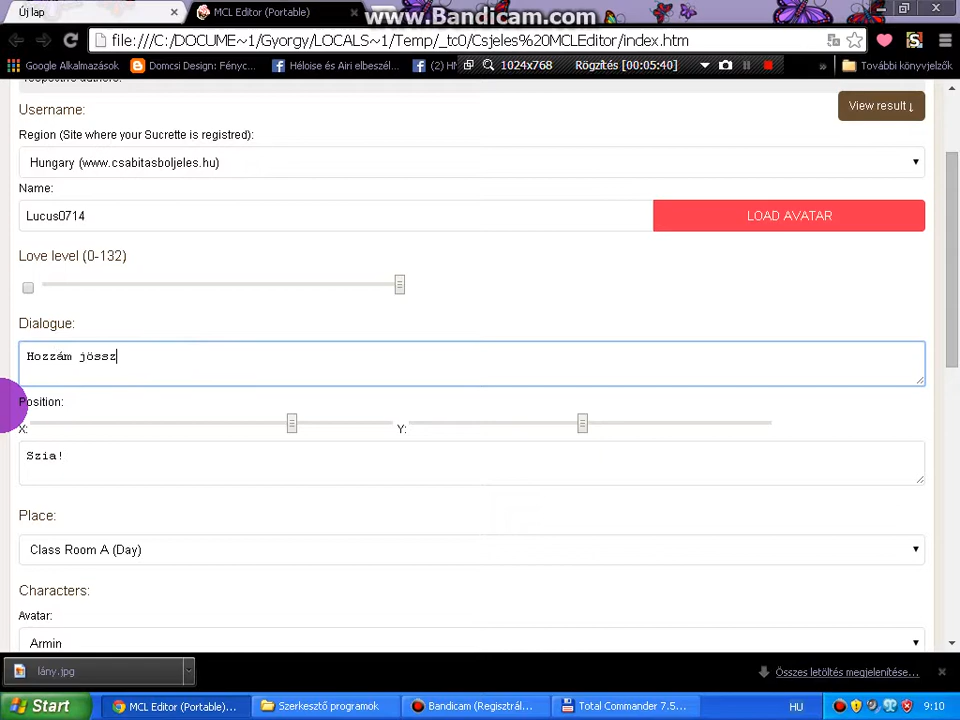 Új lap
MCL Editor (Portable)
www.Bandicam.com
file:///C:/DOCUME~1/Gyorgy/LOCALS~1/Temp/_tc0/Csjeles%20MCLEditor/index.htm
Google Alkalmazások
Domcsi Design: Fényc...
Héloise és Airi elbeszél...
(2)
1024x768
Rögzítés [00:05:40]
»
További könyvjelzők
Username:
View result ↓
Region (Site where your Sucrette is registred):
Hungary (www.csabitasboljeles.hu)
Name:
Lucus0714
LOAD AVATAR
Love level (0-132)
Dialogue:
Hozzám jössz
Position:
X:
Y:
Szia!
Place:
Class Room A (Day)
Characters:
Avatar:
Armin
lány.jpg
Összes letöltés megjelenítése...
Start
MCL Editor (Portable)...
Szerkesztő programok
Bandicam (Regisztrál...
Total Commander 7.5...
HU
9:10